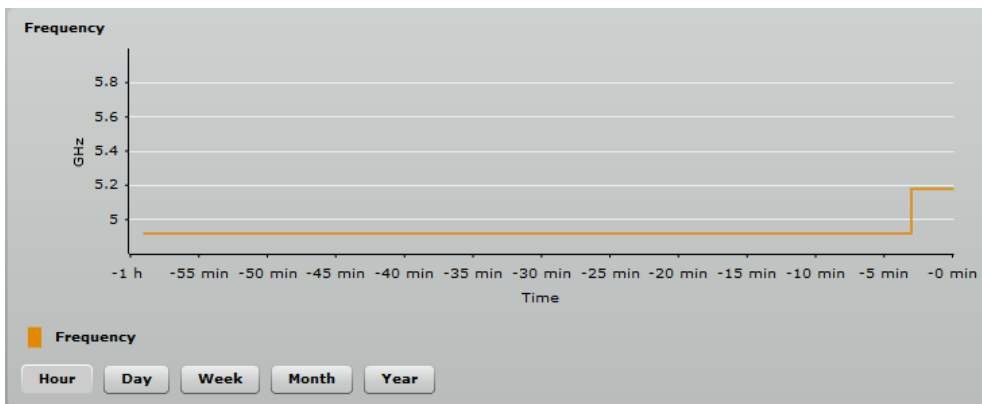 Frequency
5.8
5.6
5.4
5.2
5
GHz
-1 h -55 min -50 min -45 min -40 min -35 min -30 min -25 min -20 min -15 min -10 min -5 min -0 min
Time
Frequency
Hour Day Week Month Year